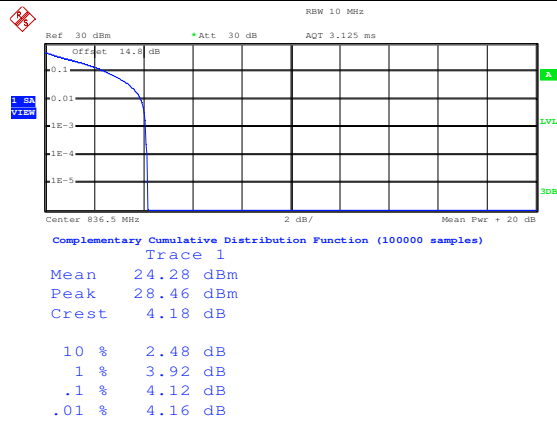 RBW 10 MHz
Ref 30 dBm *Att 30 dB AQT 3.125 ms
Offset 14.8 dB
0.1
A
0.01
1 SA
VIEW
1E-3
LVL
1E-4
1E-5
3DB
Center 836.5 MHz 2 dB/ Mean Pwr + 20 dB
Complementary Cumulative Distribution Function (100000 samples)
Trace 1
Mean 24.28 dBm
Peak 28.46 dBm
Crest 4.18 dB
10 % 2.48 dB
1 % 3.92 dB
.1 % 4.12 dB
.01 % 4.16 dB